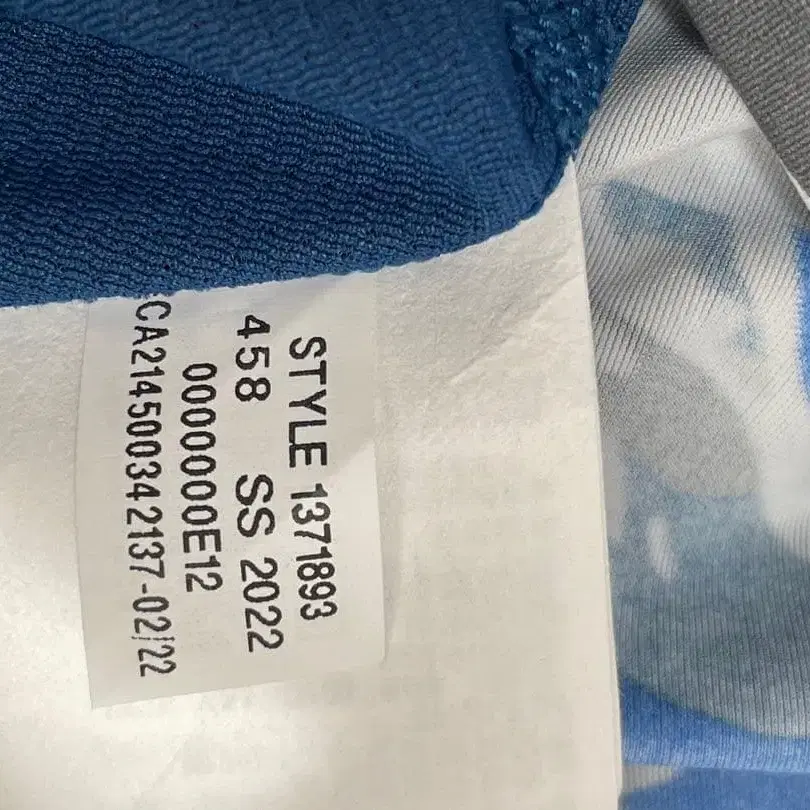 STYLE 1371893
458 SS 2022
0000000E12
CA214500342137-02/22